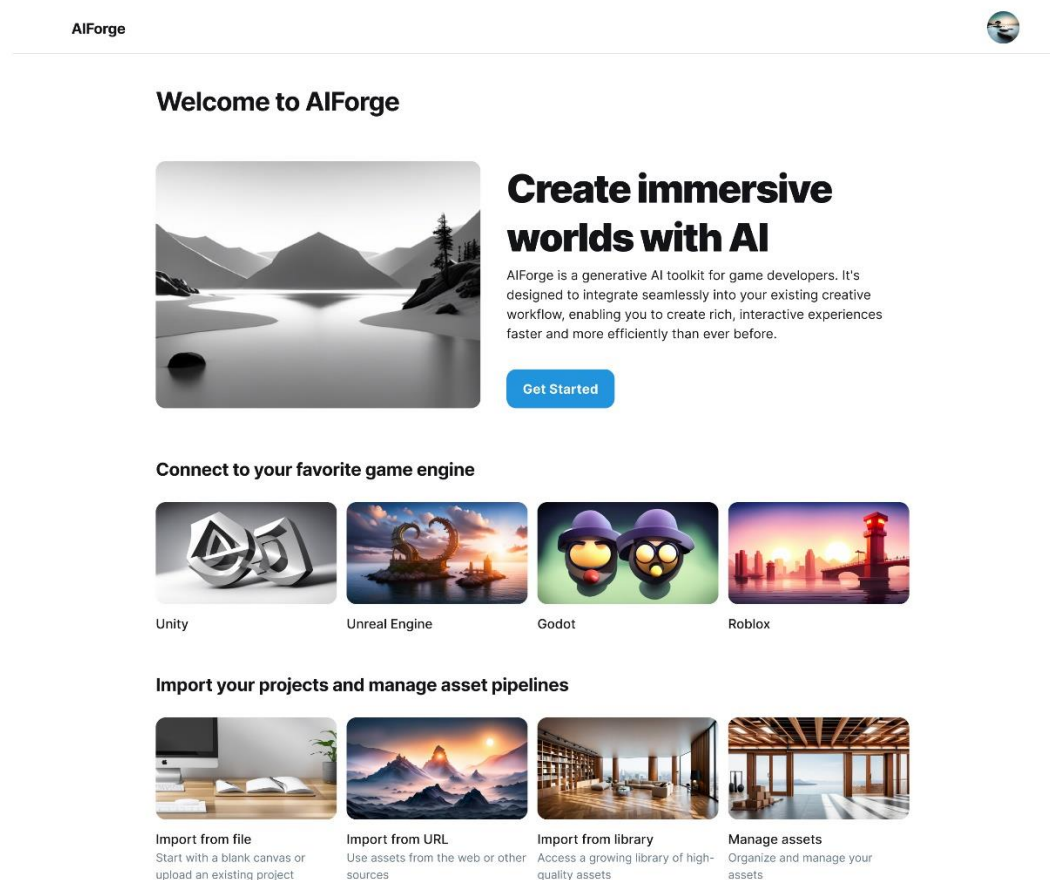 AIForge
Welcome to AIForge
Create immersive
worlds with AI
AIForge is a generative AI toolkit for game developers. It's
designed to integrate seamlessly into your existing creative
workflow, enabling you to create rich, interactive experiences
faster and more efficiently than ever before.
Get Started
Connect to your favorite game engine
Unity
Unreal Engine
Godot
Roblox
Import your projects and manage asset pipelines
Import from file
Start with a blank canvas or
upload an existing project
Import from URL
Use assets from the web or other
sources
Import from library
Access a growing library of high-
quality assets
Manage assets
Organize and manage your
assets